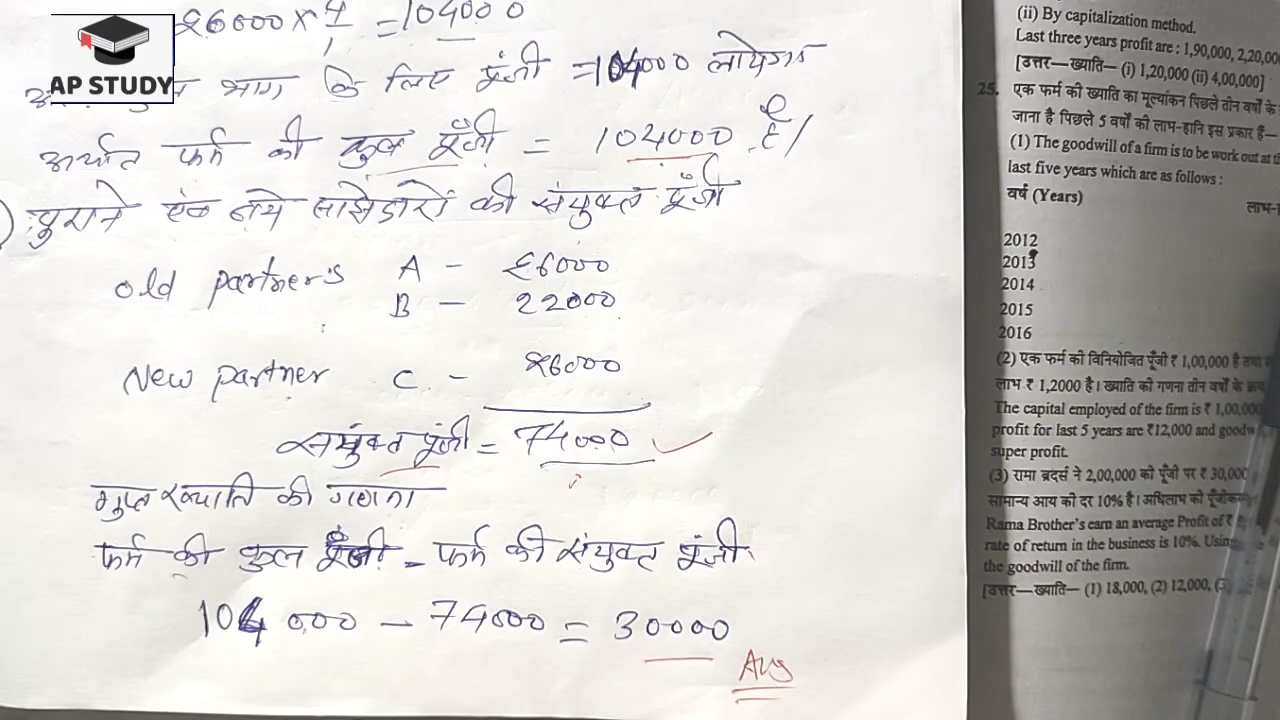 AP STUDY
26000 × 4/1 = 104000
भाग के लिए पूंजी = 104000 लायेगा
अर्थात फर्म की कुल पूँजी = 104000 है।
पुराने एंव नये साझेदारों की संयुक्त पूँजी
old partner's A - 26000
B - 22000
New partner C. - 26000
सयुंक्त पूंजी = 74000
गुप्त ख्याति की गणना
फर्म की कुल पूँजी - फर्म की संयुक्त पूंजी
104000 - 74000 = 30000
Ans
(ii) By capitalization method.
Last three years profit are : 1,90,000, 2,20,00
[उत्तर—ख्याति— (i) 1,20,000 (ii) 4,00,000]
25. एक फर्म की ख्याति का मूल्यांकन पिछले तीन वर्षों के
जाना है पिछले 5 वर्षों की लाभ-हानि इस प्रकार हैं—
(1) The goodwill of a firm is to be work out at th
last five years which are as follows :
वर्ष (Years)
लाभ-
2012
2013
2014
2015
2016
(2) एक फर्म की विनियोजित पूँजी ₹ 1,00,000 है तथा
लाभ ₹ 1,2000 है। ख्याति की गणना तीन वर्षों के
The capital employed of the firm is ₹ 1,00,000
profit for last 5 years are ₹12,000 and goodw
super profit.
(3) रामा ब्रदर्स ने 2,00,000 की पूँजी पर ₹ 30,000
सामान्य आय की दर 10% है। अधिलाभ की
Rama Brother's earn an average Profit of ₹
rate of return in the business is 10%. Using
the goodwill of the firm.
[उत्तर—ख्याति— (1) 18,000, (2) 12,000, (3)